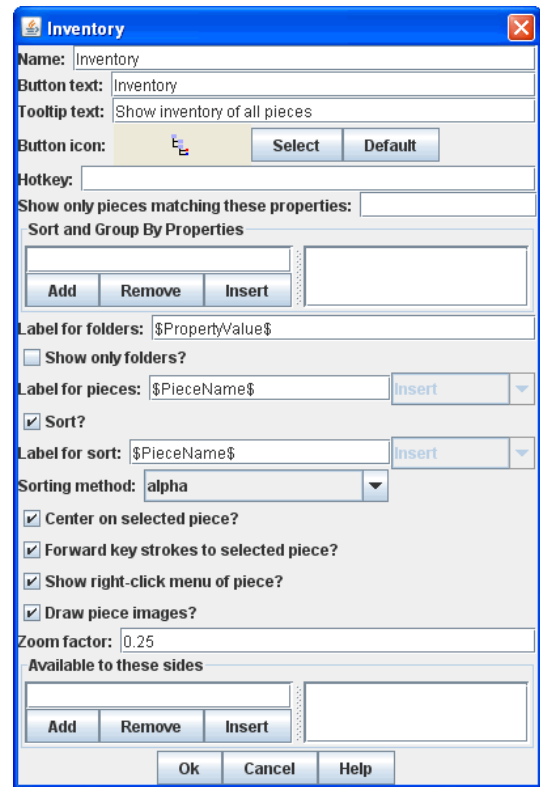 Inventory
Name: Inventory
Button text: Inventory
Tooltip text: Show inventory of all pieces
Button icon: Select Default
Hotkey:
Show only pieces matching these properties:
Sort and Group By Properties
Add Remove Insert
Label for folders: $PropertyValue$
Show only folders?
Label for pieces: $PieceName$ Insert
Sort?
Label for sort: $PieceName$ Insert
Sorting method: alpha
Center on selected piece?
Forward key strokes to selected piece?
Show right-click menu of piece?
Draw piece images?
Zoom factor: 0.25
Available to these sides
Add Remove Insert
Ok Cancel Help